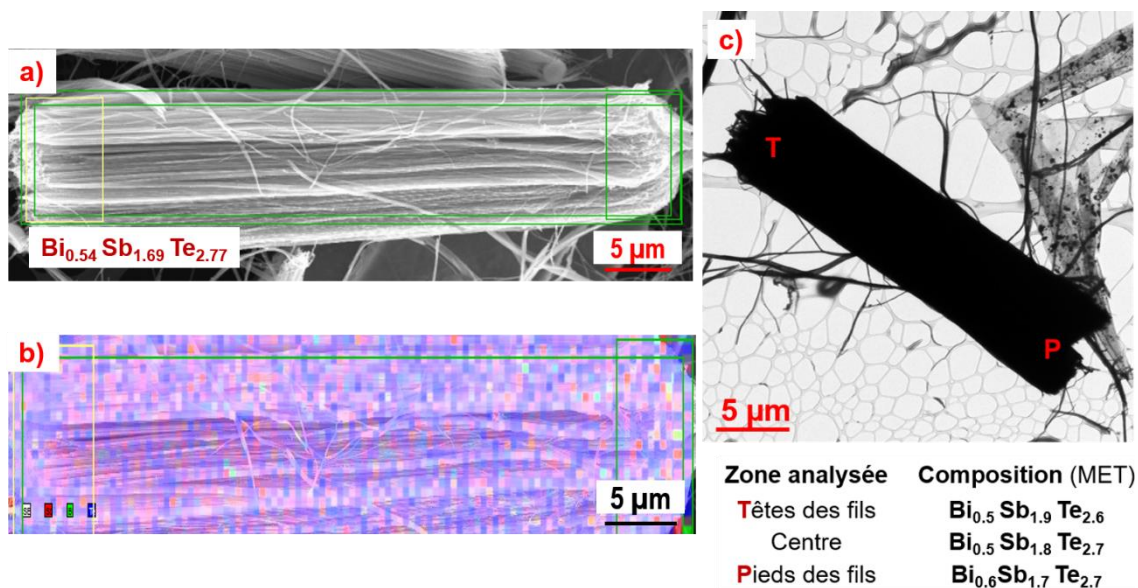 a)
Bi0.54 Sb1.69 Te2.77
5 µm
b)
5 µm
c)
T
P
5 µm
Zone analysée Composition (MET)
Têtes des fils Bi0.5 Sb1.9 Te2.6
Centre Bi0.5 Sb1.8 Te2.7
Pieds des fils Bi0.6Sb1.7 Te2.7